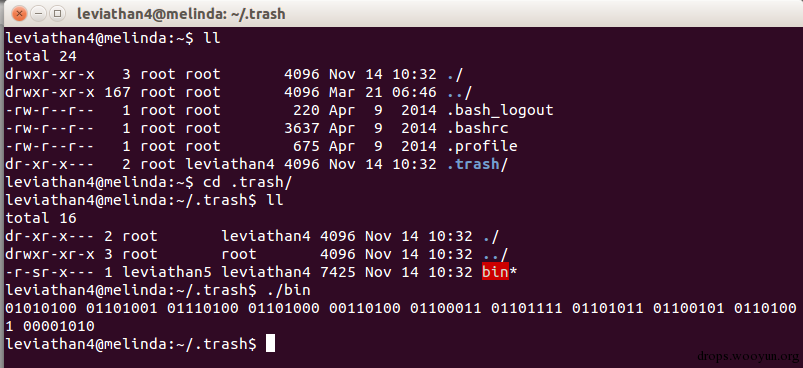 leviathan4@melinda: ~/.trash
leviathan4@melinda:~$ ll
total 24
drwxr-xr-x   3 root root       4096 Nov 14 10:32 ./
drwxr-xr-x 167 root root       4096 Mar 21 06:46 ../
-rw-r--r--   1 root root        220 Apr  9  2014 .bash_logout
-rw-r--r--   1 root root       3637 Apr  9  2014 .bashrc
-rw-r--r--   1 root root        675 Apr  9  2014 .profile
dr-xr-x---   2 root leviathan4 4096 Nov 14 10:32 .trash/
leviathan4@melinda:~$ cd .trash/
leviathan4@melinda:~/.trash$ ll
total 16
dr-xr-x--- 2 root       leviathan4 4096 Nov 14 10:32 ./
drwxr-xr-x 3 root       root       4096 Nov 14 10:32 ../
-r-sr-x--- 1 leviathan5 leviathan4 7425 Nov 14 10:32 bin*
leviathan4@melinda:~/.trash$ ./bin
01010100 01101001 01110100 01101000 00110100 01100011 01101111 01101011 01100101 0110100
1 00001010
leviathan4@melinda:~/.trash$
drops.wooyun.org